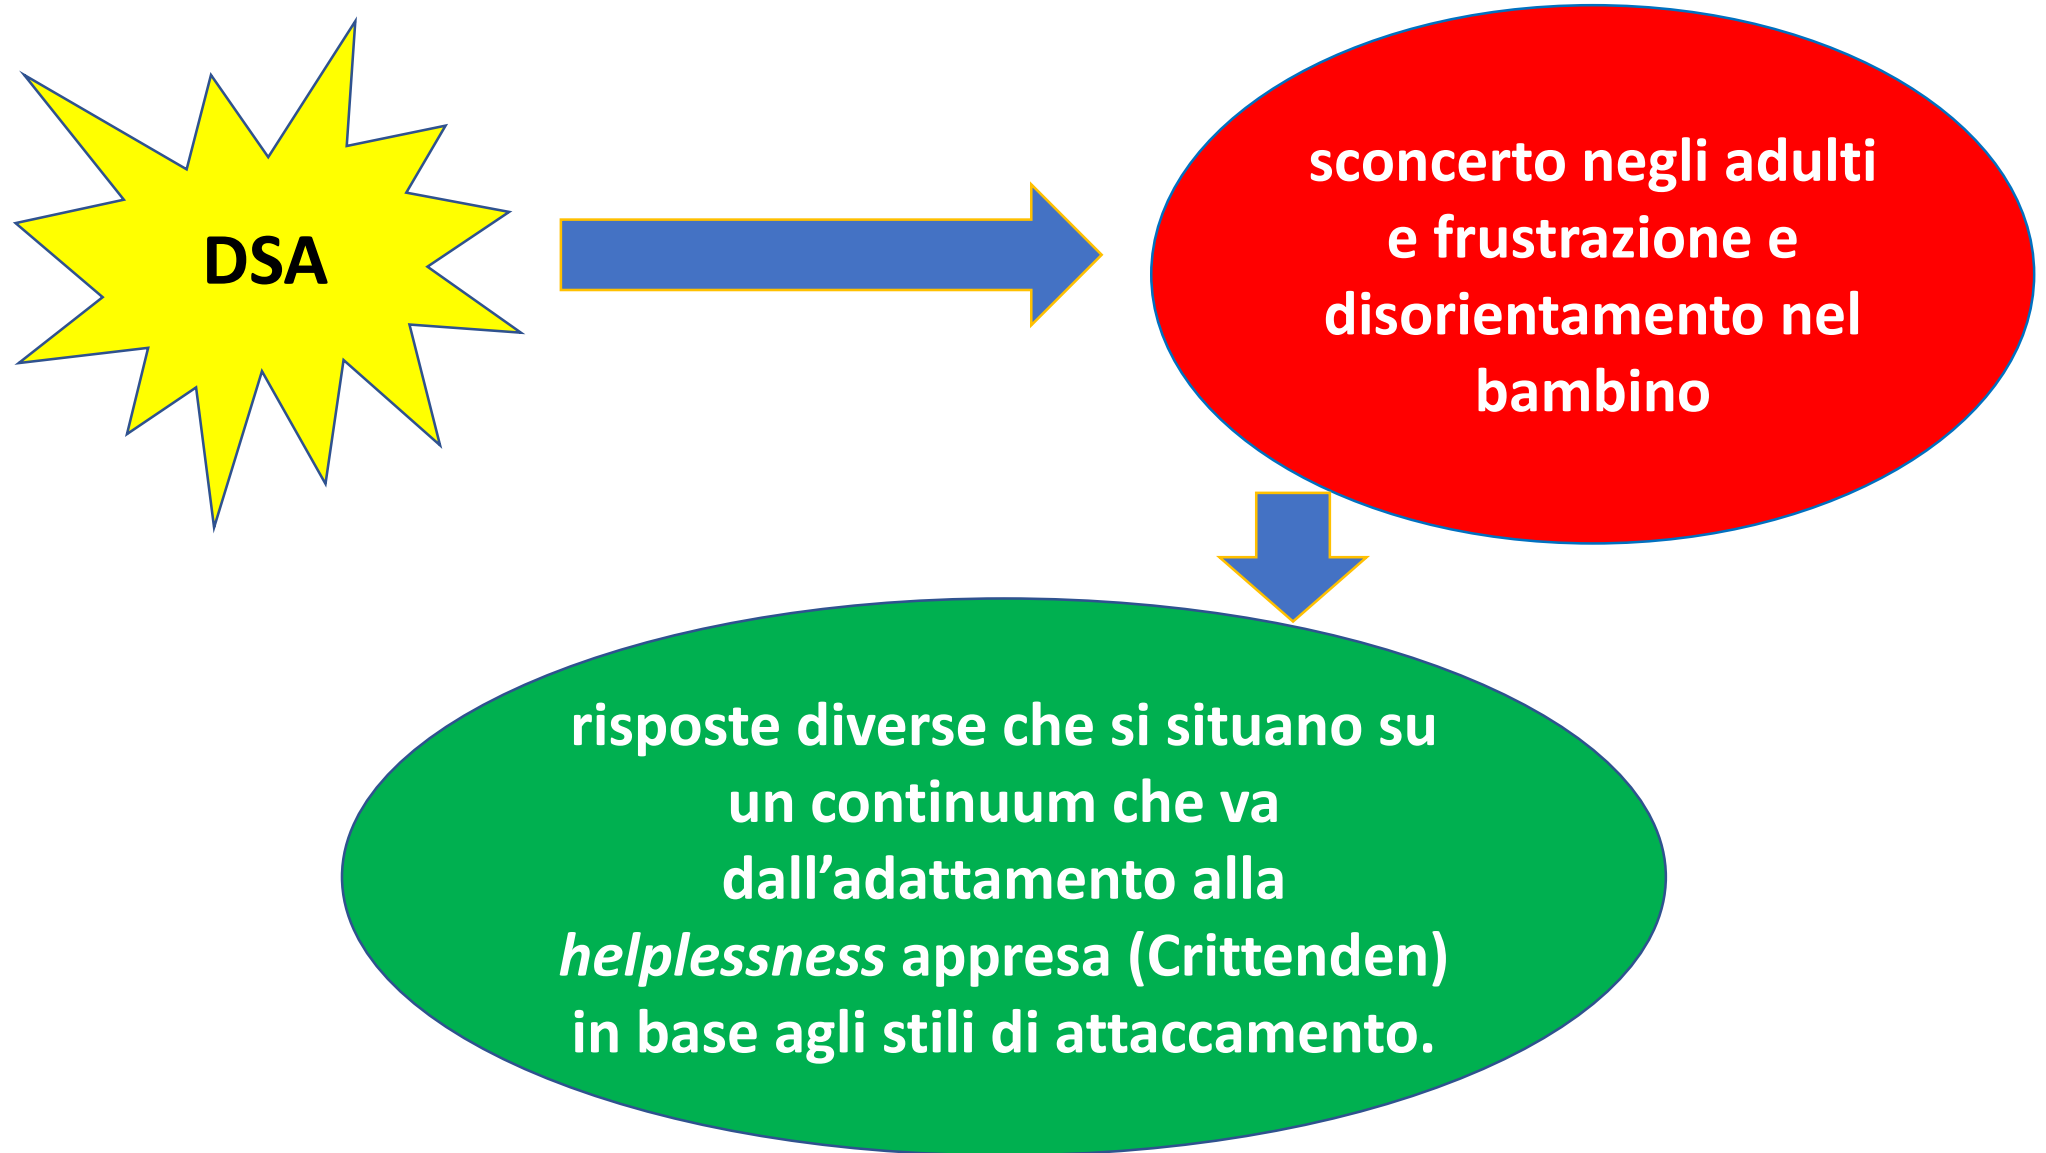 DSA
sconcerto negli adulti
e frustrazione e
disorientamento nel
bambino
risposte diverse che si situano su
un continuum che va
dall’adattamento alla
helplessness appresa (Crittenden)
in base agli stili di attaccamento.